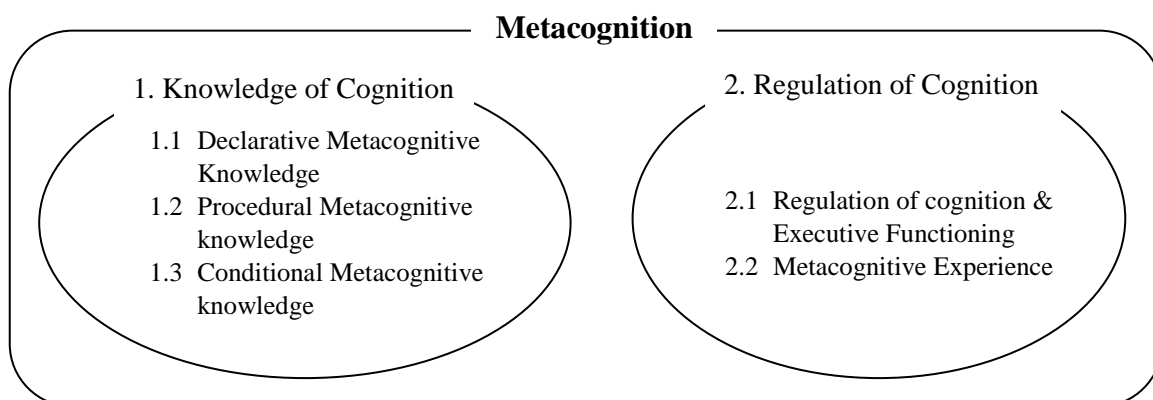 Metacognition
1. Knowledge of Cognition
1.1 Declarative Metacognitive
Knowledge
1.2 Procedural Metacognitive
knowledge
1.3 Conditional Metacognitive
knowledge
2. Regulation of Cognition
2.1 Regulation of cognition &
Executive Functioning
2.2 Metacognitive Experience